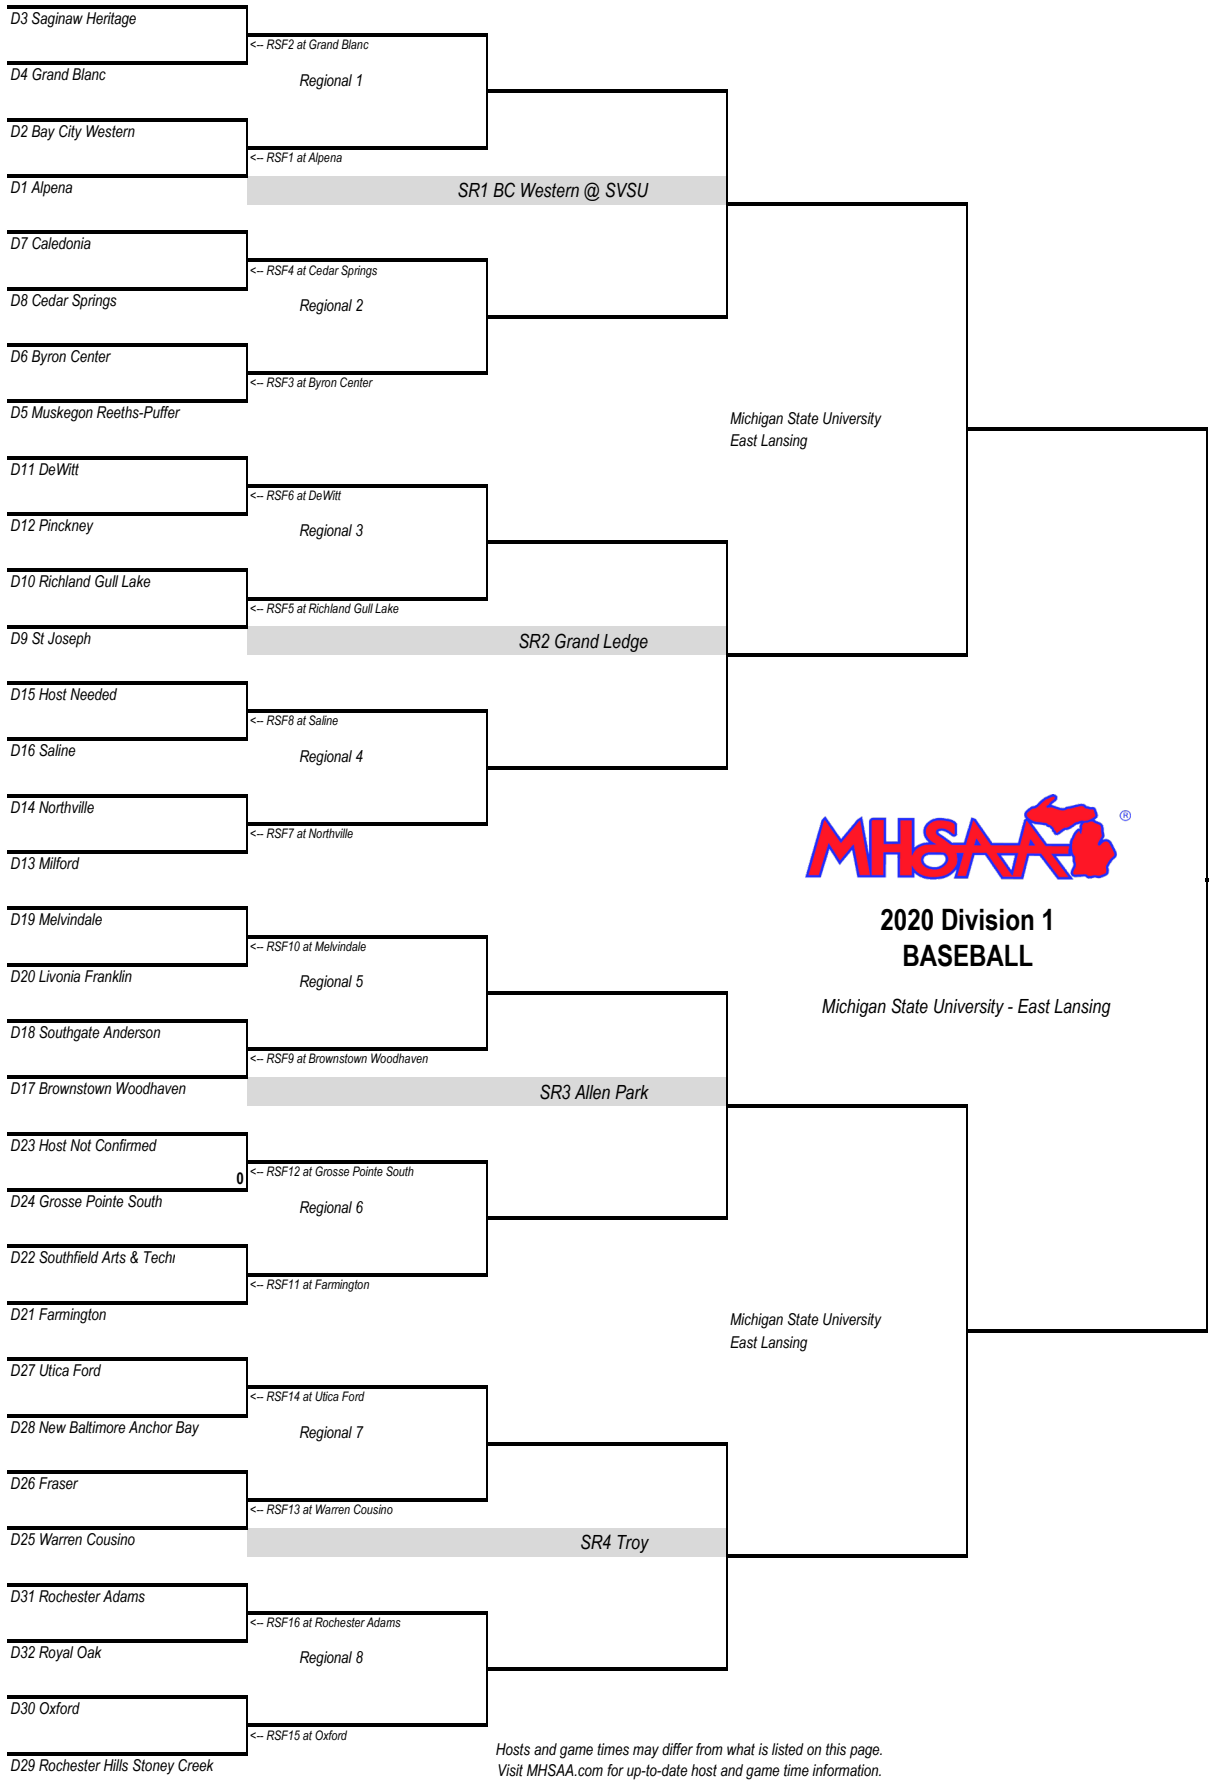 D3 Saginaw Heritage
<-- RSF2 at Grand Blanc
D4 Grand Blanc
Regional 1
D2 Bay City Western
<-- RSF1 at Alpena
D1 Alpena
SR1 BC Western @ SVSU
D7 Caledonia
<-- RSF4 at Cedar Springs
D8 Cedar Springs
Regional 2
D6 Byron Center
<-- RSF3 at Byron Center
D5 Muskegon Reeths-Puffer
Michigan State University
East Lansing
D11 DeWitt
<-- RSF6 at DeWitt
D12 Pinckney
Regional 3
D10 Richland Gull Lake
<-- RSF5 at Richland Gull Lake
D9 St Joseph
SR2 Grand Ledge
D15 Host Needed
<-- RSF8 at Saline
D16 Saline
Regional 4
D14 Northville
<-- RSF7 at Northville
D13 Milford
MHSAA ®
2020 Division 1
BASEBALL
Michigan State University - East Lansing
D19 Melvindale
<-- RSF10 at Melvindale
D20 Livonia Franklin
Regional 5
D18 Southgate Anderson
<-- RSF9 at Brownstown Woodhaven
D17 Brownstown Woodhaven
SR3 Allen Park
D23 Host Not Confirmed
0
<-- RSF12 at Grosse Pointe South
D24 Grosse Pointe South
Regional 6
D22 Southfield Arts &
<-- RSF11 at Farmington
D21 Farmington
Michigan State University
East Lansing
D27 Utica Ford
<-- RSF14 at Utica Ford
D28 New Baltimore Anchor Bay
Regional 7
D26 Fraser
<-- RSF13 at Warren Cousino
D25 Warren Cousino
SR4 Troy
D31 Rochester Adams
<-- RSF16 at Rochester Adams
D32 Royal Oak
Regional 8
D30 Oxford
<-- RSF15 at Oxford
D29 Rochester Hills Stoney Creek
Hosts and game times may differ from what is listed on this page.
Visit MHSAA.com for up-to-date host and game time information.